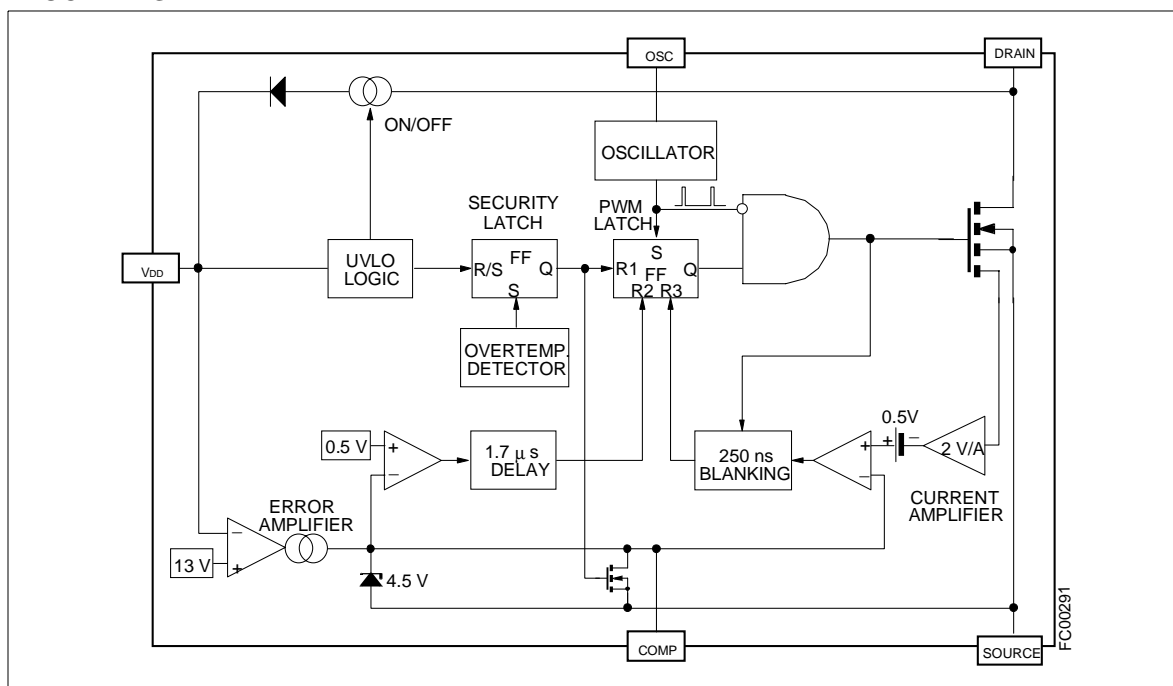 OSC
DRAIN
ON/OFF
OSCILLATOR
SECURITY
LATCH
PWM
LATCH
VDD
UVLO
LOGIC
R/S
FF
Q
S
R1
S
FF
Q
R2 R3
OVERTEMP.
DETECTOR
0.5 V
+
−
1.7 μ s
DELAY
250 ns
BLANKING
+
−
0.5V
+
−
2 V/A
CURRENT
AMPLIFIER
ERROR
AMPLIFIER
−
13 V
+
4.5 V
COMP
SOURCE
FC00291